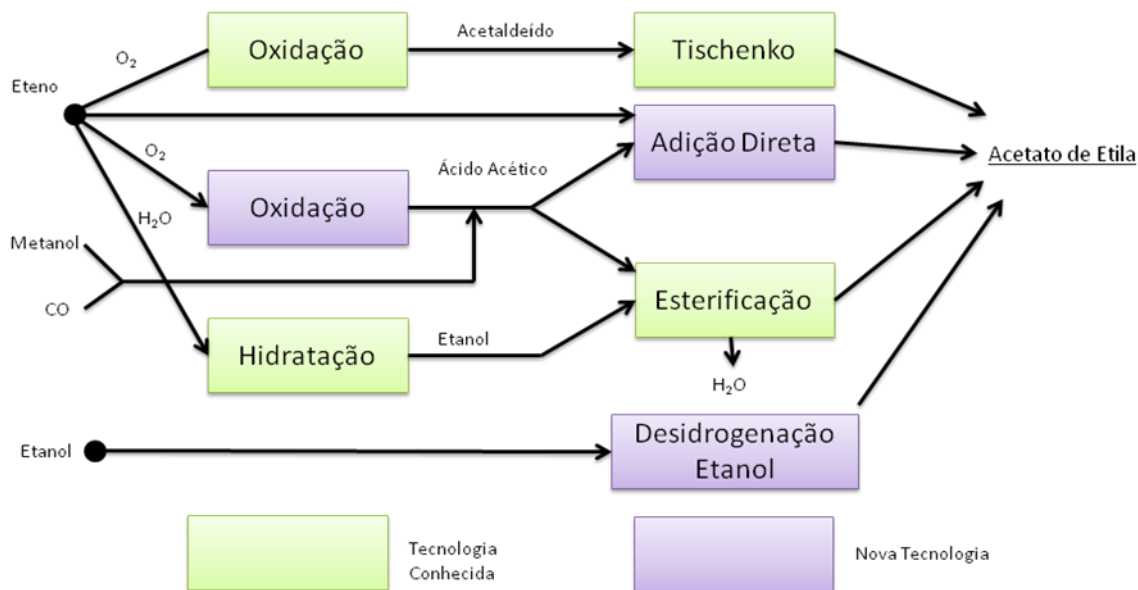 Acetaldeído
Oxidação
Tischenko
O₂
Eteno
O₂
Adição Direta
Acetato de Etila
Ácido Acético
Oxidação
H₂O
Metanol
CO
Esterificação
Etanol
Hidratação
H₂O
Desidrogenação
Etanol
Etanol
Tecnologia
Conhecida
Nova Tecnologia